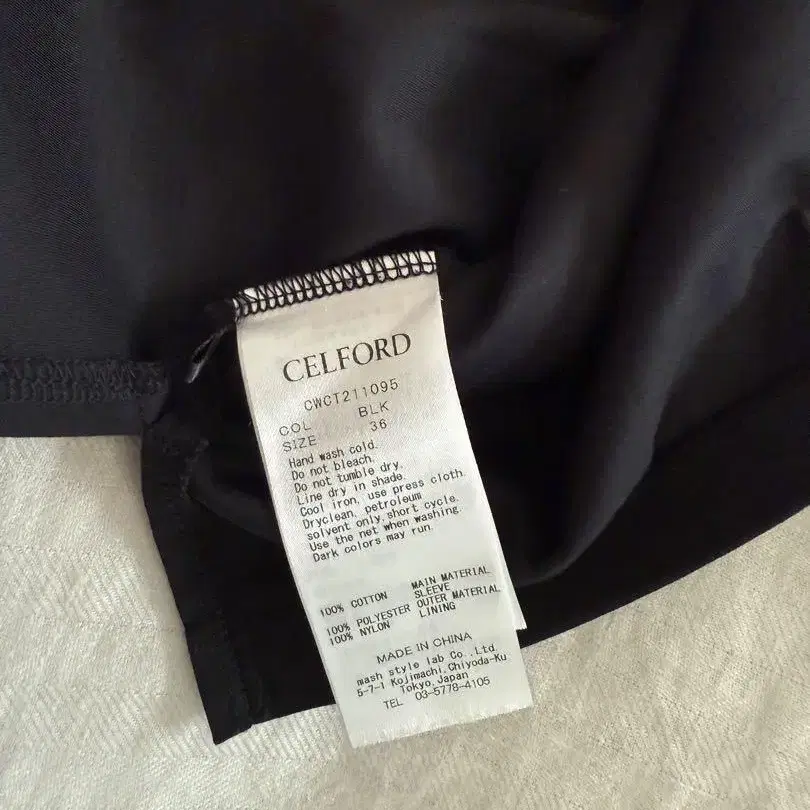 CELFORD
CWCT211095
COL BLK
SIZE 36
Hand wash cold.
Do not bleach.
Do not tumble dry.
Line dry in shade.
Cool iron, use press cloth.
Dryclean, petroleum
solvent only, short cycle.
Use the net when washing.
Dark colors may run.
MAIN MATERIAL
100% COTTON SLEEVE
OUTER MATERIAL
100% POLYESTER LINING
100% NYLON
MADE IN CHINA
mash style lab Co.,Ltd.
5-7-1 Kojimachi,Chiyoda-Ku
Tokyo,Japan
TEL 03-5778-4105